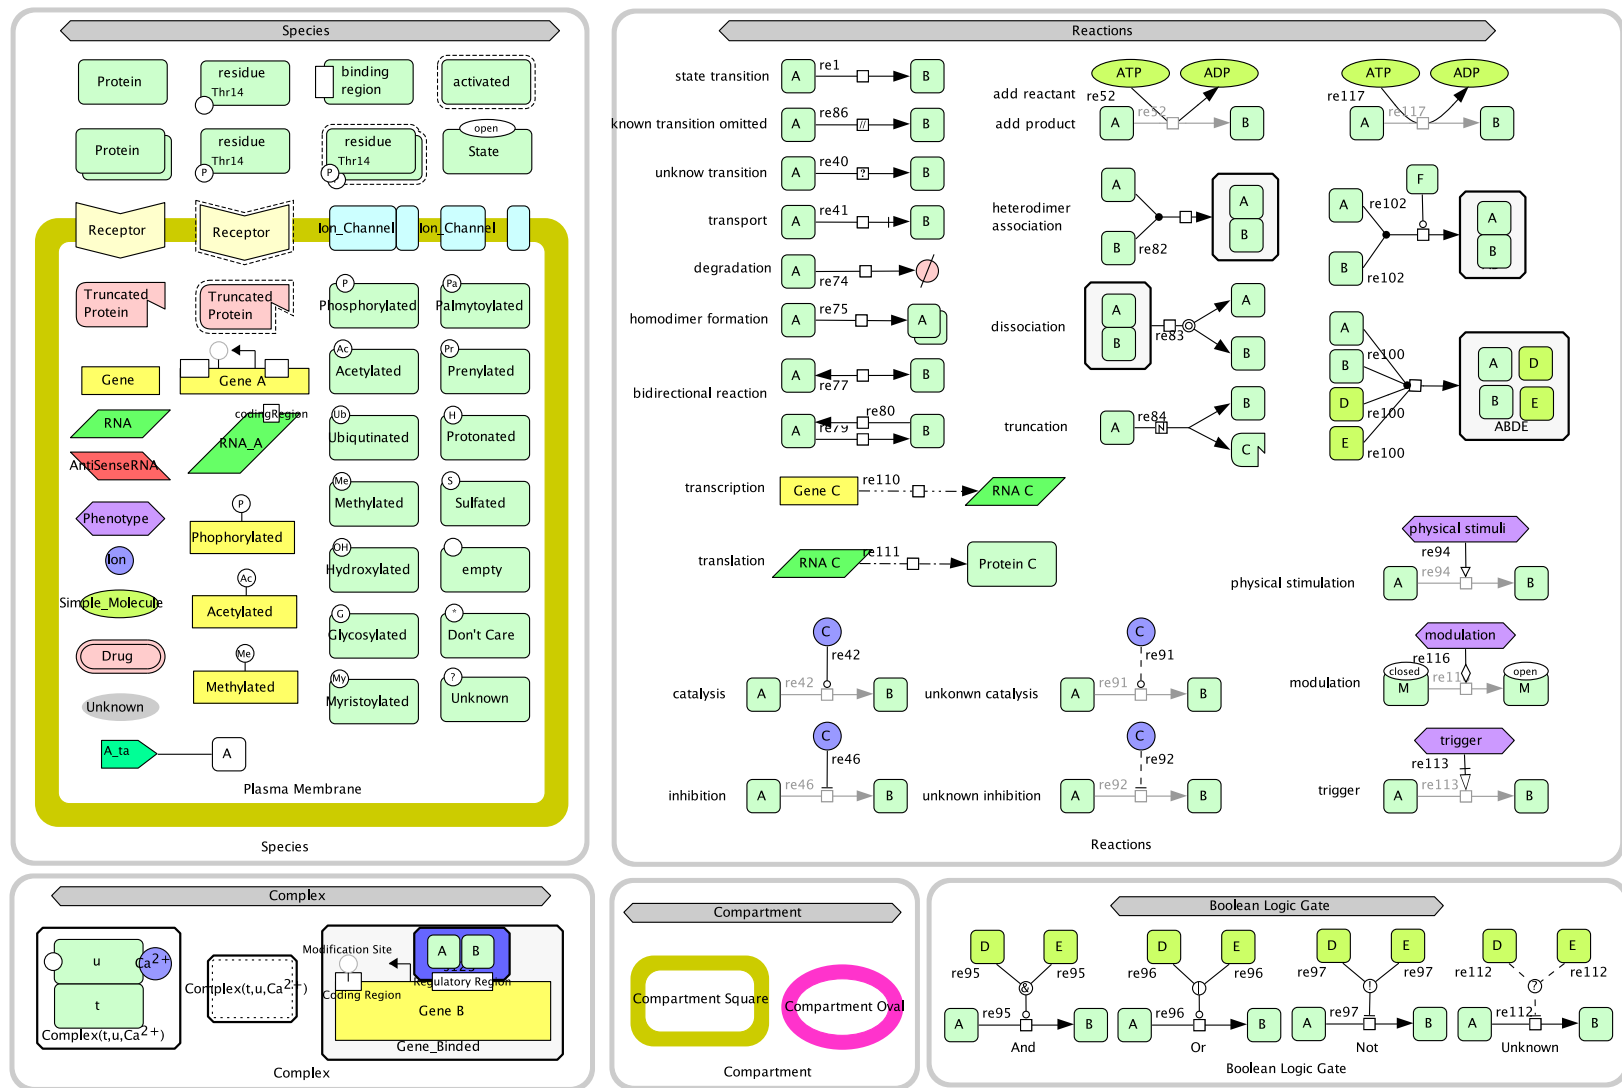 Species
Protein
residue
Thr14
binding
region
activated
Protein
residue
Thr14
P
residue
Thr14
P
open
State
Receptor
Receptor
Ion_Channel
Ion_Channel
Truncated
Protein
Truncated
Protein
P
Phosphorylated
Pa
Palmytoylated
Gene
Gene A
Ac
Acetylated
Pr
Prenylated
RNA
codingRegion
RNA_A
Ub
Ubiqutinated
H
Protonated
AntiSenseRNA
Me
Methylated
S
Sulfated
Phenotype
P
Phophorylated
OH
Hydroxylated
empty
Ion
Simple_Molecule
Ac
Acetylated
G
Glycosylated
*
Don't Care
Drug
Me
Methylated
My
Myristoylated
?
Unknown
Unknown
A_ta
A
Plasma Membrane
Species
Reactions
state transition
A
re1
B
known transition omitted
A
re86
//
B
unknow transition
A
re40
?
B
transport
A
re41
B
degradation
A
re74
homodimer formation
A
re75
A
bidirectional reaction
A
re77
B
re80
A
re79
B
add reactant
add product
ATP
ADP
re52
A
re52
B
ATP
ADP
re117
A
re117
B
heterodimer
association
A
B
re82
A
B
F
A
re102
B
re102
A
B
dissociation
A
B
re83
A
B
A
re100
B
D
re100
E
re100
A
D
B
E
ABDE
truncation
A
re84
N
B
C
transcription
Gene C
re110
RNA C
translation
RNA C
re111
Protein C
physical stimuli
re94
physical stimulation
A
re94
B
C
re42
catalysis
A
re42
B
C
re91
unkonwn catalysis
A
re91
B
modulation
re116
modulation
closed
M
re11
open
M
C
re46
inhibition
A
re46
B
C
re92
unknown inhibition
A
re92
B
trigger
re113
trigger
A
re113
B
Reactions
Complex
u
Ca2+
t
Complex(t,u,Ca2+)
Complex(t,u,Ca2+)
Modification Site
A
B
Regulatory Region
Coding Region
Gene B
Gene_Binded
Complex
Compartment
Compartment Square
Compartment Oval
Compartment
Boolean Logic Gate
D
E
re95
re95
&
A
re95
B
And
D
E
re96
re96
|
A
re96
B
Or
D
E
re97
re97
!
A
re97
B
Not
D
E
re112
re112
?
A
re112
B
Unknown
Boolean Logic Gate